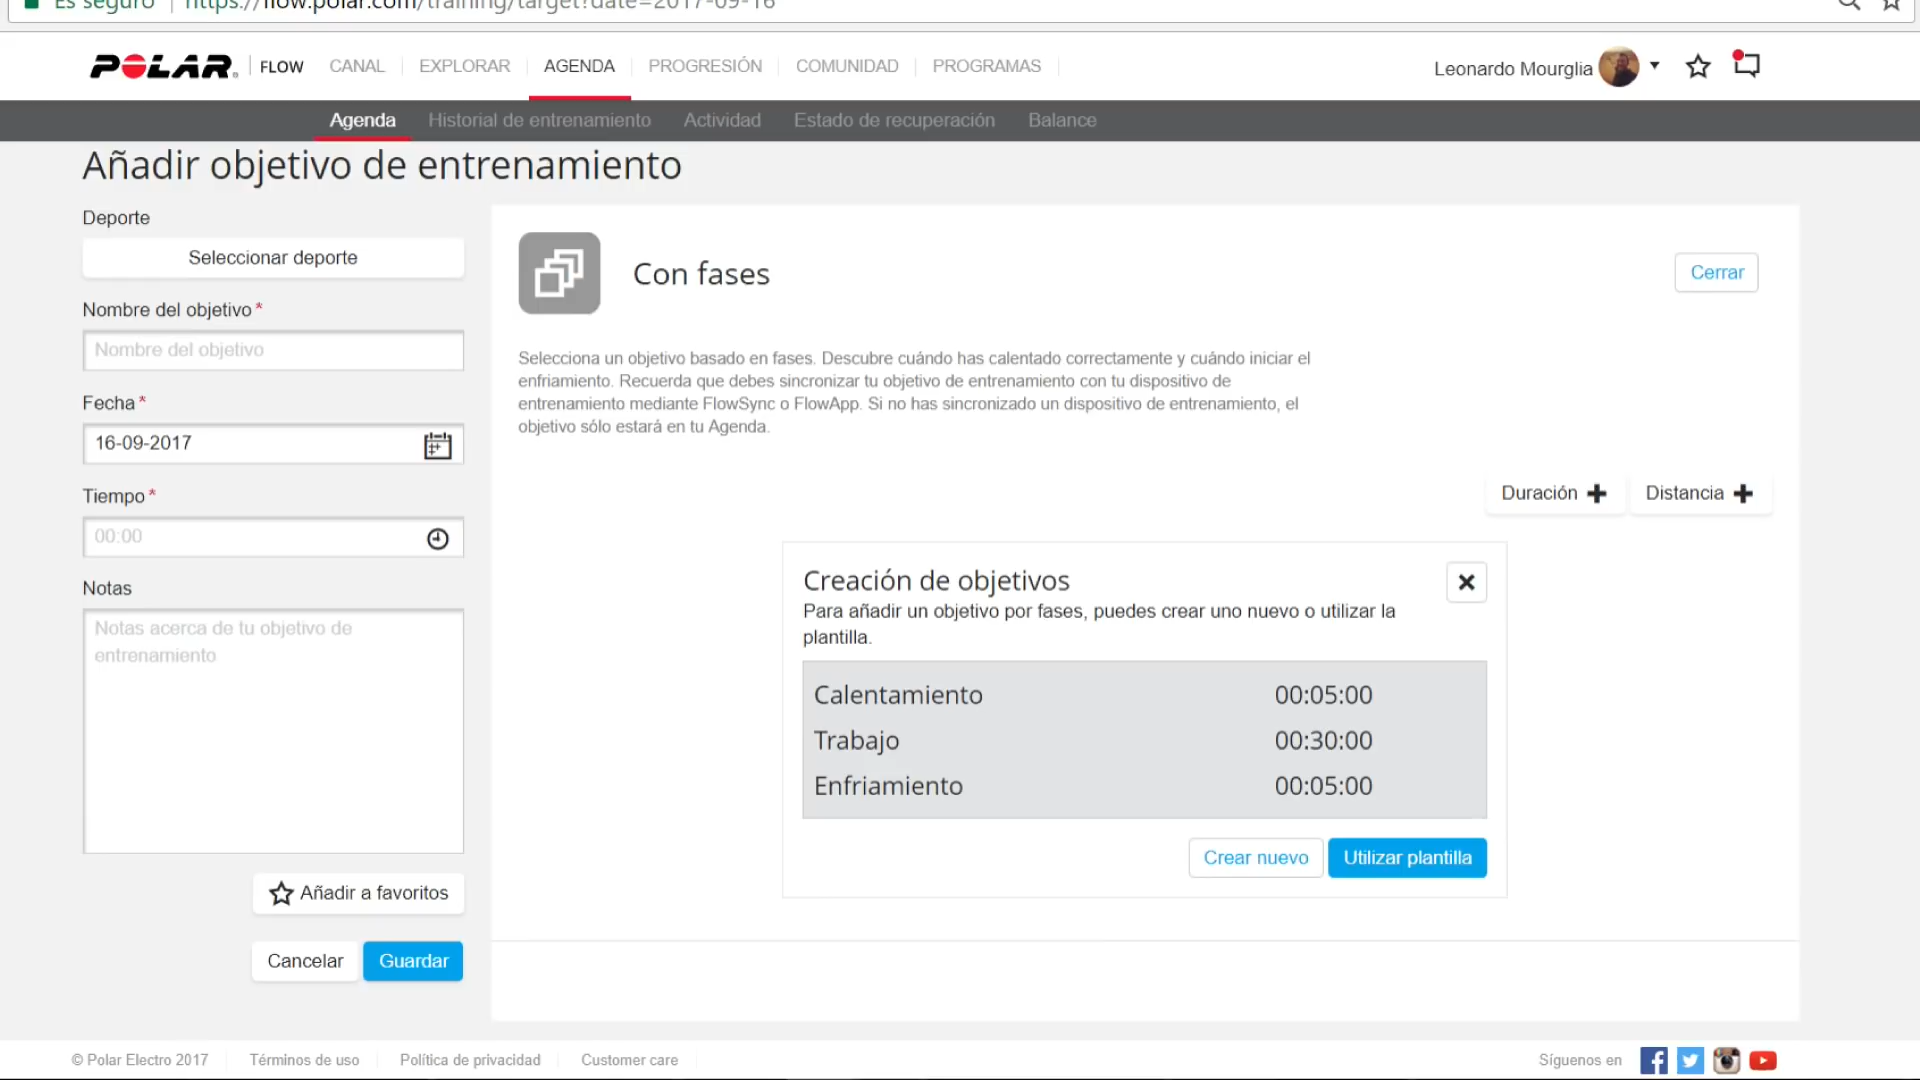 Es seguro | https://flow.polar.com/training/target?date=2017-09-16
POLAR FLOW CANAL EXPLORAR AGENDA PROGRESIÓN COMUNIDAD PROGRAMAS Leonardo Mourglia
Agenda Historial de entrenamiento Actividad Estado de recuperación Balance
Añadir objetivo de entrenamiento
Deporte
Seleccionar deporte
Nombre del objetivo*
Nombre del objetivo
Fecha*
16-09-2017
Tiempo*
00:00
Notas
Notas acerca de tu objetivo de
entrenamiento
Añadir a favoritos
Cancelar Guardar
Con fases
Cerrar
Selecciona un objetivo basado en fases. Descubre cuándo has calentado correctamente y cuándo iniciar el
enfriamiento. Recuerda que debes sincronizar tu objetivo de entrenamiento con tu dispositivo de
entrenamiento mediante FlowSync o FlowApp. Si no has sincronizado un dispositivo de entrenamiento, el
objetivo sólo estará en tu Agenda.
Duración Distancia
Creación de objetivos
Para añadir un objetivo por fases, puedes crear uno nuevo o utilizar la
plantilla.
Calentamiento 00:05:00
Trabajo 00:30:00
Enfriamiento 00:05:00
Crear nuevo Utilizar plantilla
© Polar Electro 2017 Términos de uso Política de privacidad Customer care Síguenos en